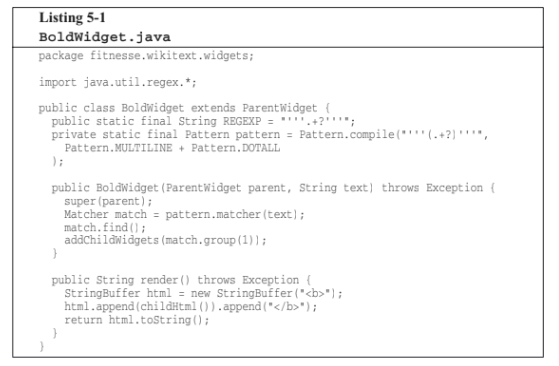 Listing 5-1
BoldWidget.java
package fitnesse.wikitext.widgets;
import java.util.regex.*;
public class BoldWidget extends ParentWidget {
public static final String REGEXP = "'''.+?'''";
private static final Pattern pattern = Pattern.compile("'''(.+?)'''",
Pattern.MULTILINE + Pattern.DOTALL
);
public BoldWidget(ParentWidget parent, String text) throws Exception {
super(parent);
Matcher match = pattern.matcher(text);
match.find();
addChildWidgets(match.group(1));
}
public String render() throws Exception {
StringBuffer html = new StringBuffer("<b>");
html.append(childHtml()).append("</b>");
return html.toString();
}
}